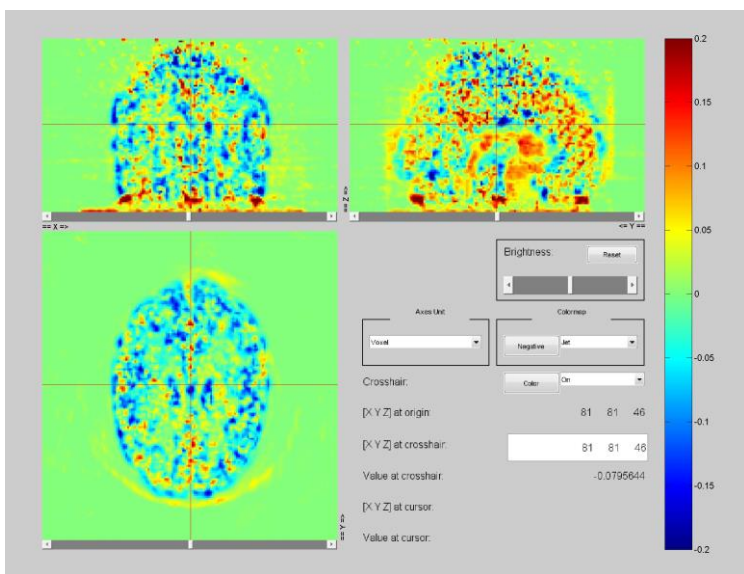 0.2
0.15
0.1
0.05
0
-0.05
-0.1
-0.15
-0.2
== X =>
<= Z ==
<= Y ==
== Y =>
Brightness:
Reset
Axes Unit
Colormap
Voxel
Negative
Jet
Crosshair:
Color
On
[X Y Z] at origin:
81 81 46
[X Y Z] at crosshair:
81 81 46
Value at crosshair:
-0.0795644
[X Y Z] at cursor:
Value at cursor: